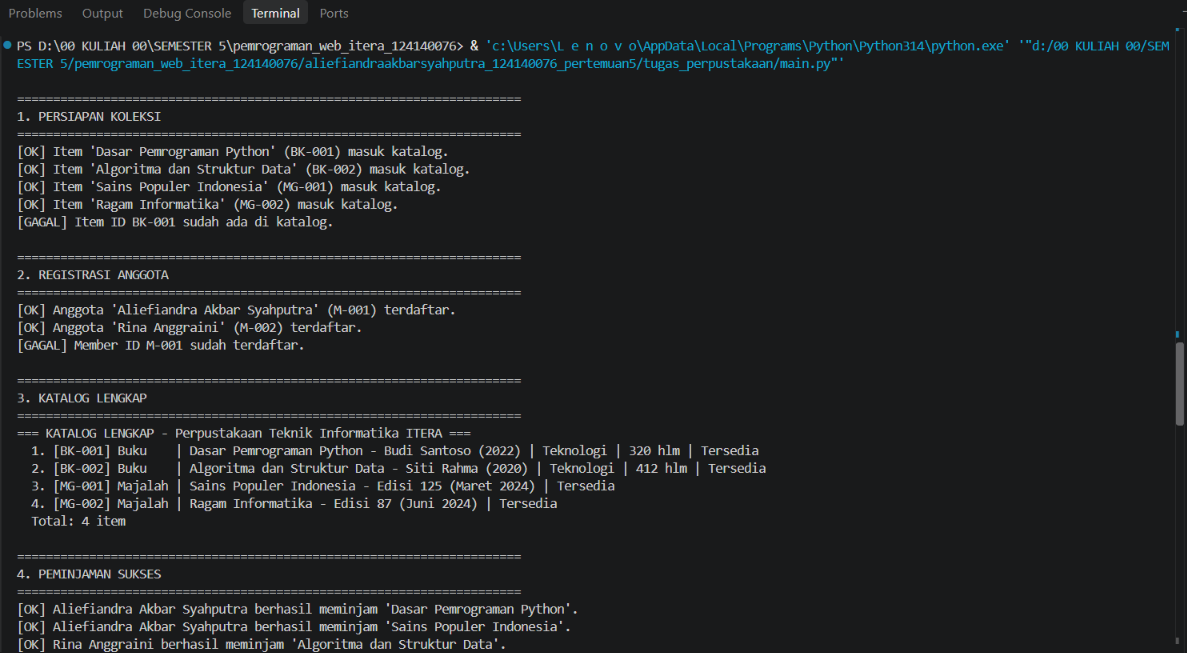 Problems Output Debug Console Terminal Ports
PS D:\00 KULIAH 00\SEMESTER 5\pemrograman_web_itera_124140076> & 'c:\Users\L e n o v o\AppData\Local\Programs\Python\Python314\python.exe' '"d:/00 KULIAH 00/SEM
ESTER 5/pemrograman_web_itera_124140076/aliefiandraakbarsyahputra_124140076_pertemuan5/tugas_perpustakaan/main.py"'
======================================================================
1. PERSIAPAN KOLEKSI
======================================================================
[OK] Item 'Dasar Pemrograman Python' (BK-001) masuk katalog.
[OK] Item 'Algoritma dan Struktur Data' (BK-002) masuk katalog.
[OK] Item 'Sains Populer Indonesia' (MG-001) masuk katalog.
[OK] Item 'Ragam Informatika' (MG-002) masuk katalog.
[GAGAL] Item ID BK-001 sudah ada di katalog.
======================================================================
2. REGISTRASI ANGGOTA
======================================================================
[OK] Anggota 'Aliefiandra Akbar Syahputra' (M-001) terdaftar.
[OK] Anggota 'Rina Anggraini' (M-002) terdaftar.
[GAGAL] Member ID M-001 sudah terdaftar.
======================================================================
3. KATALOG LENGKAP
======================================================================
=== KATALOG LENGKAP - Perpustakaan Teknik Informatika ITERA ===
1. [BK-001] Buku | Dasar Pemrograman Python - Budi Santoso (2022) | Teknologi | 320 hlm | Tersedia
2. [BK-002] Buku | Algoritma dan Struktur Data - Siti Rahma (2020) | Teknologi | 412 hlm | Tersedia
3. [MG-001] Majalah | Sains Populer Indonesia - Edisi 125 (Maret 2024) | Tersedia
4. [MG-002] Majalah | Ragam Informatika - Edisi 87 (Juni 2024) | Tersedia
Total: 4 item
======================================================================
4. PEMINJAMAN SUKSES
======================================================================
[OK] Aliefiandra Akbar Syahputra berhasil meminjam 'Dasar Pemrograman Python'.
[OK] Aliefiandra Akbar Syahputra berhasil meminjam 'Sains Populer Indonesia'.
[OK] Rina Anggraini berhasil meminjam 'Algoritma dan Struktur Data'.